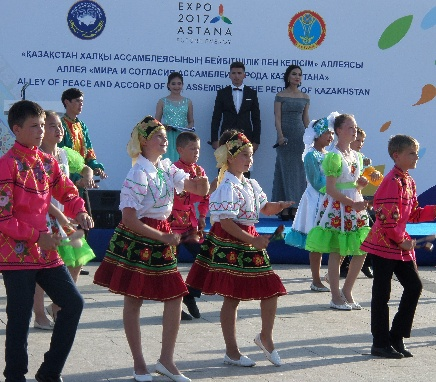 EXPO
2017
ASTANA
"ҚАЗАҚСТАН ХАЛҚЫ АССАМБЛЕЯСЫНЫҢ БЕЙБІТШІЛІК ПЕН КЕЛІСІМ" АЛЛЕЯСЫ
АЛЛЕЯ "МИРА И СОГЛАСИЯ АССАМБЛЕИ НАРОДА КАЗАХСТАНА"
ALLEY OF PEACE AND ACCORD OF THE ASSEMBLY OF THE PEOPLE OF KAZAKHSTAN